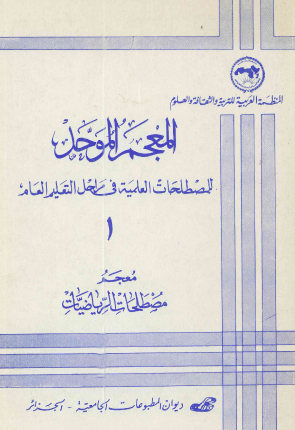 المنظمة العربية للتربية والثقافة والعلوم
المعجم الموحد
للمصطلحات العلمية في مراحل التعليم العام
١
معجم
مصطلحات الرياضيات
ديوان المطبوعات الجامعية - الجزائر